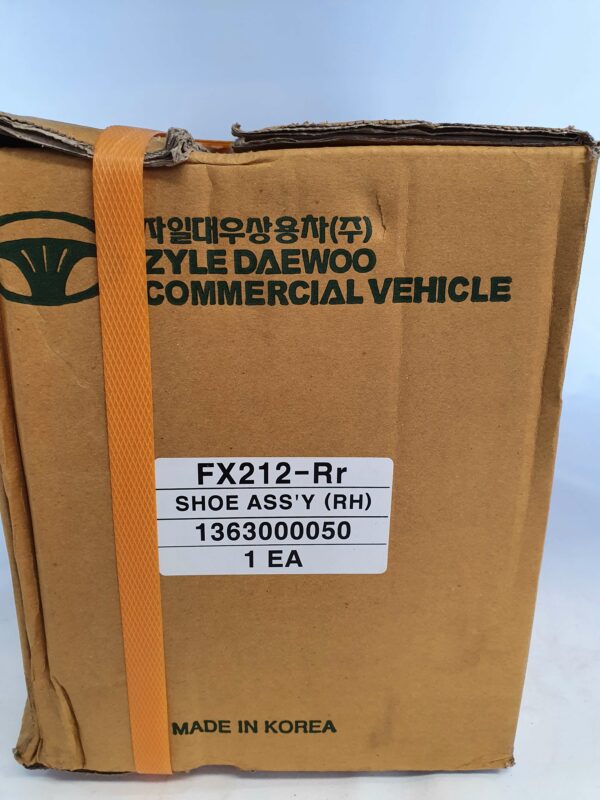 자일대우상용차(주)
ZYLE DAEWOO
COMMERCIAL VEHICLE
FX212-Rr
SHOE ASS'Y (RH)
1363000050
1 EA
MADE IN KOREA